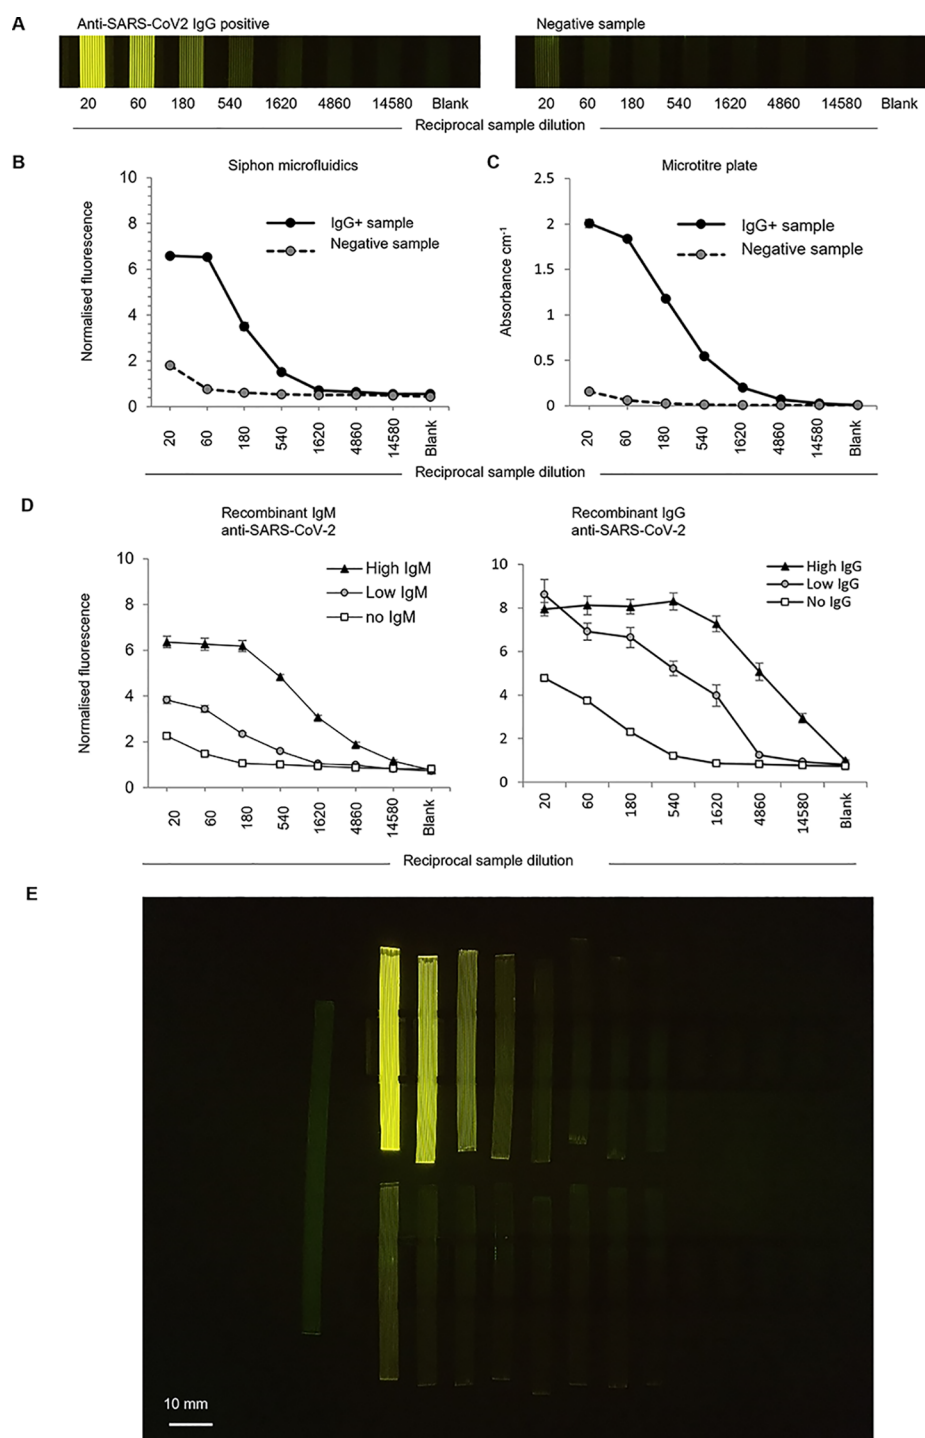 A
Anti-SARS-CoV2 IgG positive
Negative sample
20 60 180 540 1620 4860 14580 Blank
20 60 180 540 1620 4860 14580 Blank
Reciprocal sample dilution
B
Siphon microfluidics
Normalised fluorescence
10
8
6
4
2
0
IgG+ sample
Negative sample
20 60 180 540 1620 4860 14580 Blank
C
Microtitre plate
Absorbance cm-1
2.5
2
1.5
1
0.5
0
IgG+ sample
Negative sample
20 60 180 540 1620 4860 14580 Blank
Reciprocal sample dilution
D
Recombinant IgM
anti-SARS-CoV-2
Normalised fluorescence
10
8
6
4
2
0
High IgM
Low IgM
no IgM
20 60 180 540 1620 4860 14580 Blank
Recombinant IgG
anti-SARS-CoV-2
10
8
6
4
2
0
High IgG
Low IgG
No IgG
20 60 180 540 1620 4860 14580 Blank
Reciprocal sample dilution
E
10 mm